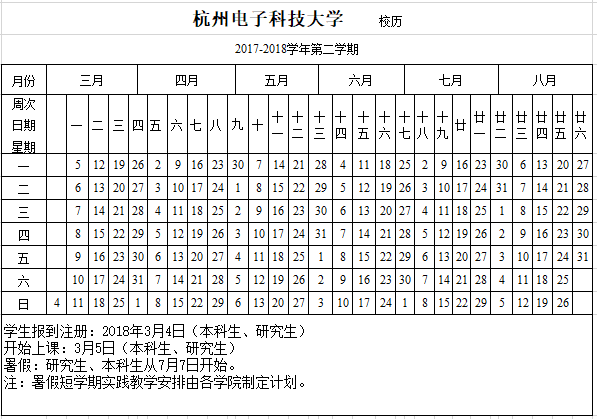 杭州电子科技大学 校历
2017-2018学年第二学期
月份 三月 四月 五月 六月 七月 八月
周次 日期 星期 一 二 三 四 五 六 七 八 九 十 十一 十二 十三 十四 十五 十六 十七 十八 十九 廿 廿一 廿二 廿三 廿四 廿五 廿六
一 5 12 19 26 2 9 16 23 30 7 14 21 28 4 11 18 25 2 9 16 23 30 6 13 20 27
二 6 13 20 27 3 10 17 24 1 8 15 22 29 5 12 19 26 3 10 17 24 31 7 14 21 28
三 7 14 21 28 4 11 18 25 2 9 16 23 30 6 13 20 27 4 11 18 25 1 8 15 22 29
四 8 15 22 29 5 12 19 26 3 10 17 24 31 7 14 21 28 5 12 19 26 2 9 16 23 30
五 9 16 23 30 6 13 20 27 4 11 18 25 1 8 15 22 29 6 13 20 27 3 10 17 24 31
六 10 17 24 31 7 14 21 28 5 12 19 26 2 9 16 23 30 7 14 21 28 4 11 18 25
日 4 11 18 25 1 8 15 22 29 6 13 20 27 3 10 17 24 1 8 15 22 29 5 12 19 26
学生报到注册：2018年3月4日（本科生、研究生）
开始上课：3月5日（本科生、研究生）
暑假：研究生、本科生从7月7日开始。
注：暑假短学期实践教学安排由各学院制定计划。